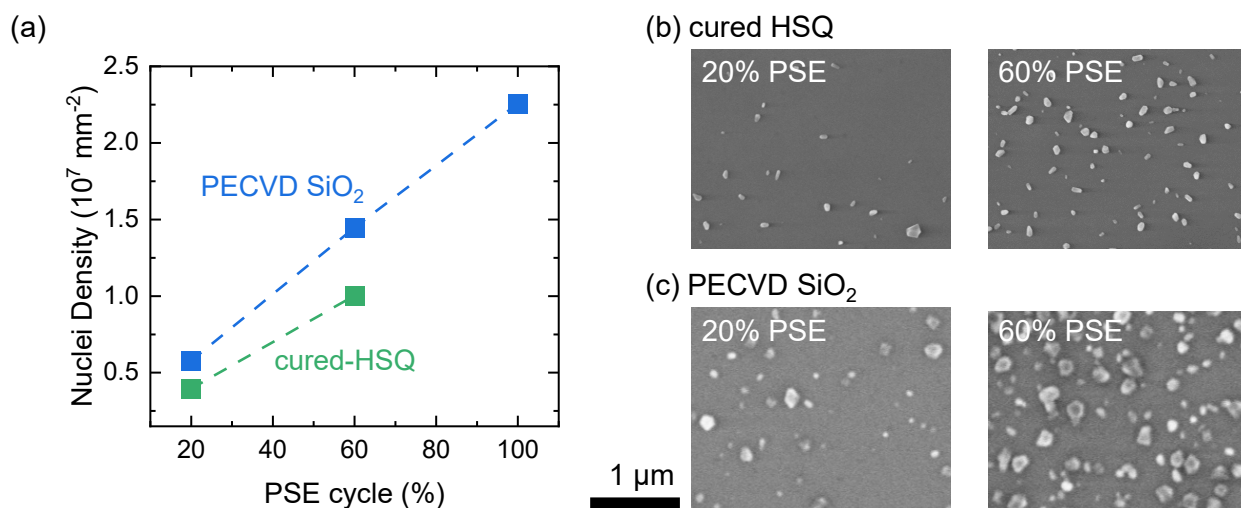 (a)
2.5
2.0
1.5
1.0
0.5
20
40
60
80
100
Nuclei Density (10⁷ mm⁻²)
PSE cycle (%)
PECVD SiO₂
cured-HSQ
1 µm
(b) cured HSQ
20% PSE
60% PSE
(c) PECVD SiO₂
20% PSE
60% PSE